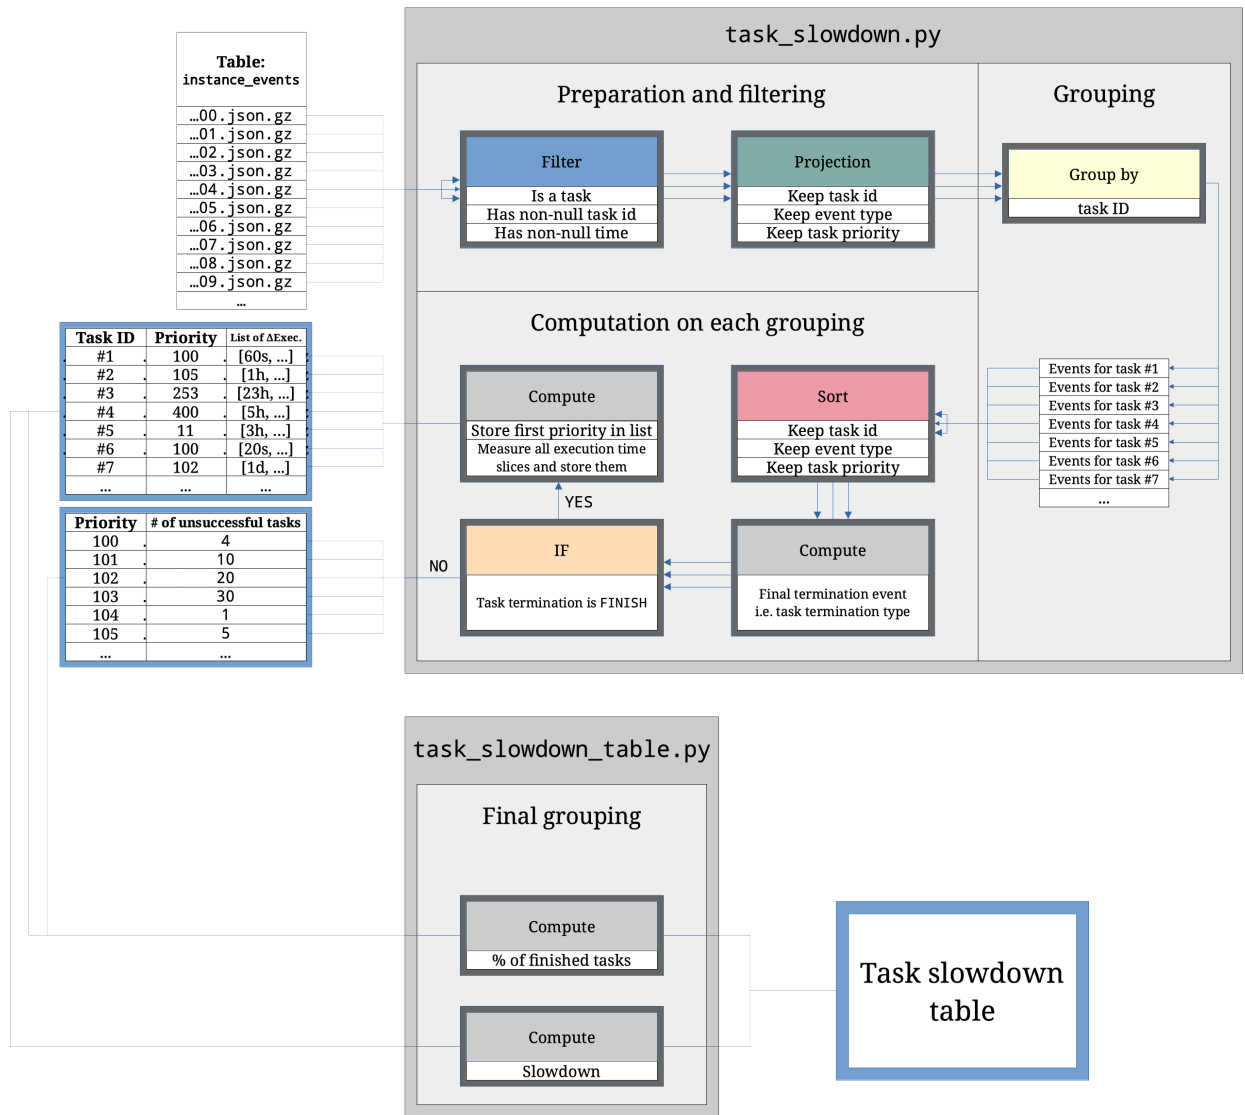 task_slowdown.py
Table:
instance_events
…00.json.gz
…01.json.gz
…02.json.gz
…03.json.gz
…04.json.gz
…05.json.gz
…06.json.gz
…07.json.gz
…08.json.gz
…09.json.gz
…
Preparation and filtering
Filter
Is a task
Has non-null task id
Has non-null time
Projection
Keep task id
Keep event type
Keep task priority
Grouping
Group by
task ID
Events for task #1
Events for task #2
Events for task #3
Events for task #4
Events for task #5
Events for task #6
Events for task #7
…
Computation on each grouping
Sort
Keep task id
Keep event type
Keep task priority
Compute
Final termination event
i.e. task termination type
IF
Task termination is FINISH
YES
NO
Compute
Store first priority in list
Measure all execution time
slices and store them
Task ID Priority List of ΔExec.
#1 100 [60s, ...]
#2 105 [1h, ...]
#3 253 [23h, ...]
#4 400 [5h, ...]
#5 11 [3h, ...]
#6 100 [20s, ...]
#7 102 [1d, ...]
... ... ...
Priority # of unsuccessful tasks
100 4
101 10
102 20
103 30
104 1
105 5
... ...
task_slowdown_table.py
Final grouping
Compute
% of finished tasks
Compute
Slowdown
Task slowdown
table